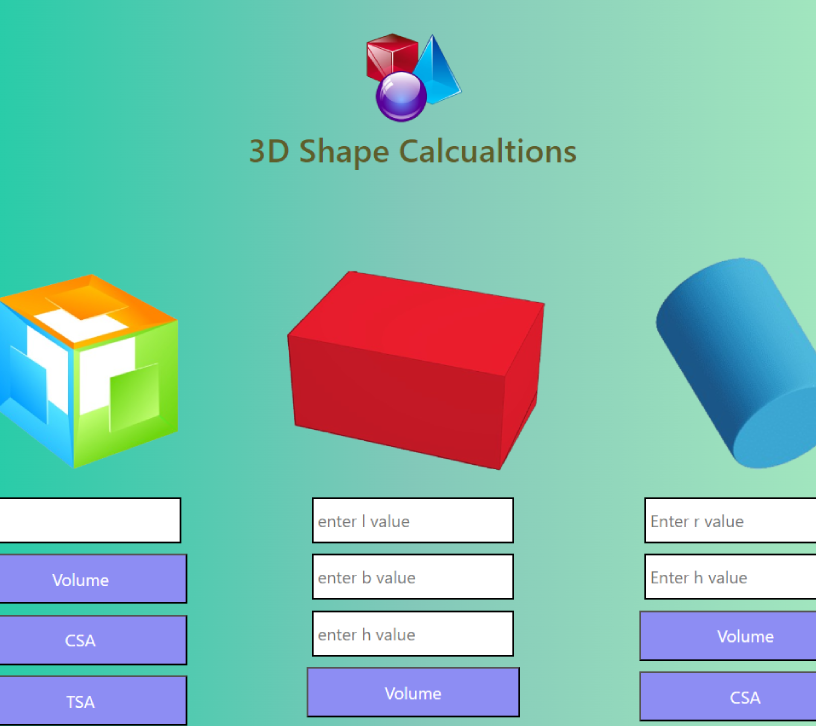 3D Shape Calcualtions
Volume
CSA
TSA
enter l value
enter b value
enter h value
Volume
Enter r value
Enter h value
Volume
CSA